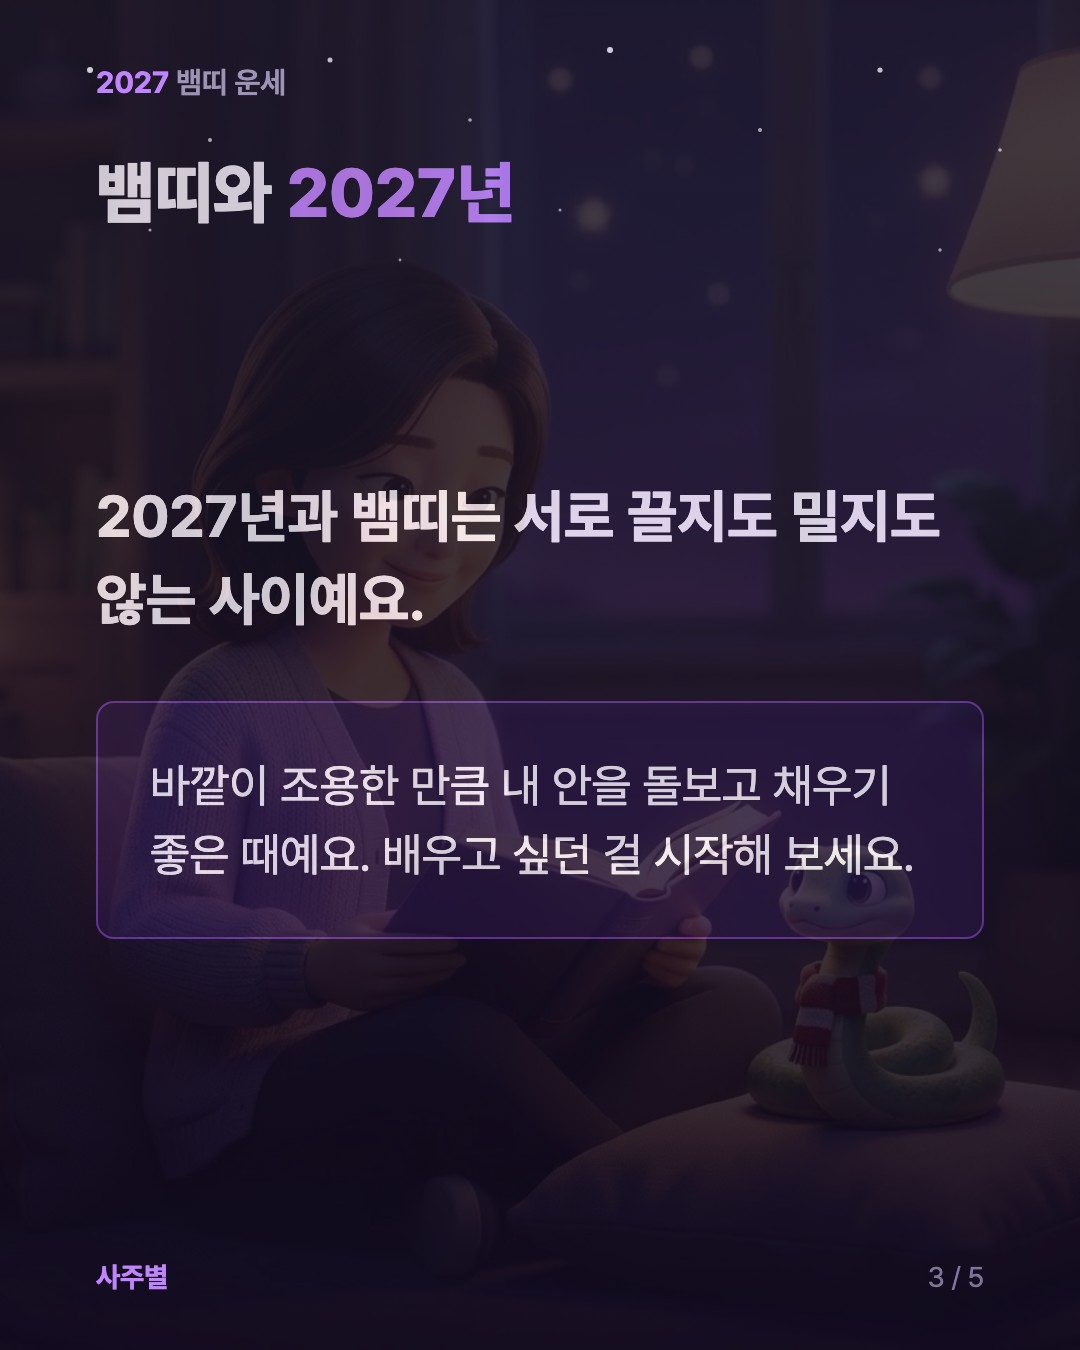 2027 뱀띠 운세
뱀띠와 2027년
2027년과 뱀띠는 서로 끌지도 밀지도
않는 사이예요.
바깥이 조용한 만큼 내 안을 돌보고 채우기
좋은 때예요. 배우고 싶던 걸 시작해 보세요.
사주별
3 / 5